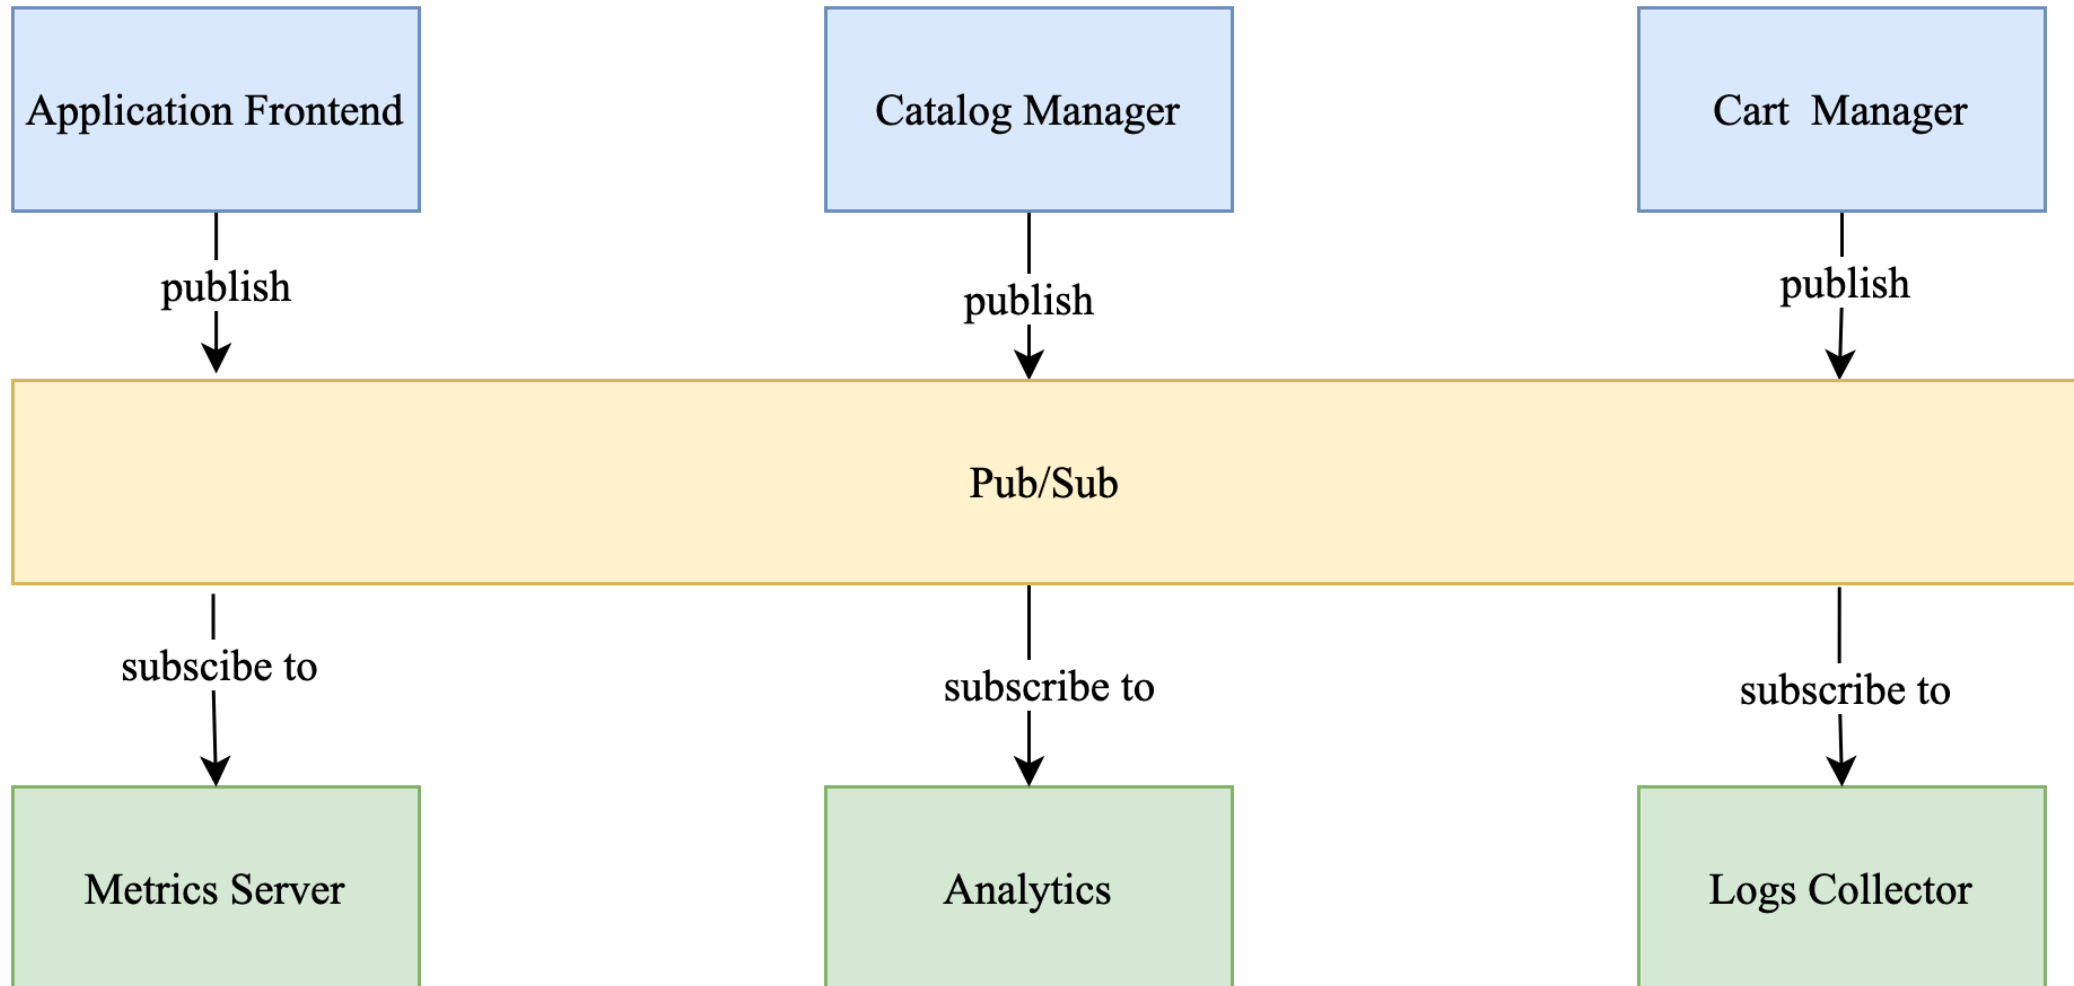 Application Frontend
Catalog Manager
Cart  Manager
publish
publish
publish
Pub/Sub
subscibe to
subscribe to
subscribe to
Metrics Server
Analytics
Logs Collector